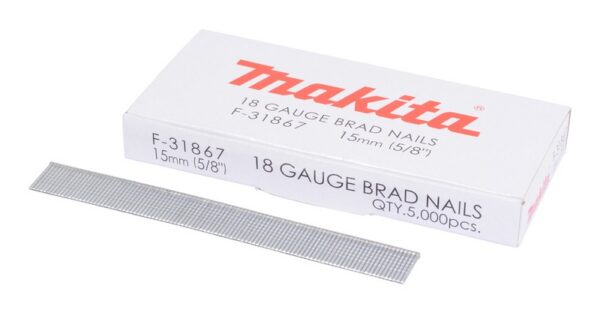 makita®
18 GAUGE BRAD NAILS
F-31867 15mm (5/8")
F-31867
15mm (5/8")
18 GAUGE BRAD NAILS
QTY.5,000pcs.
makita